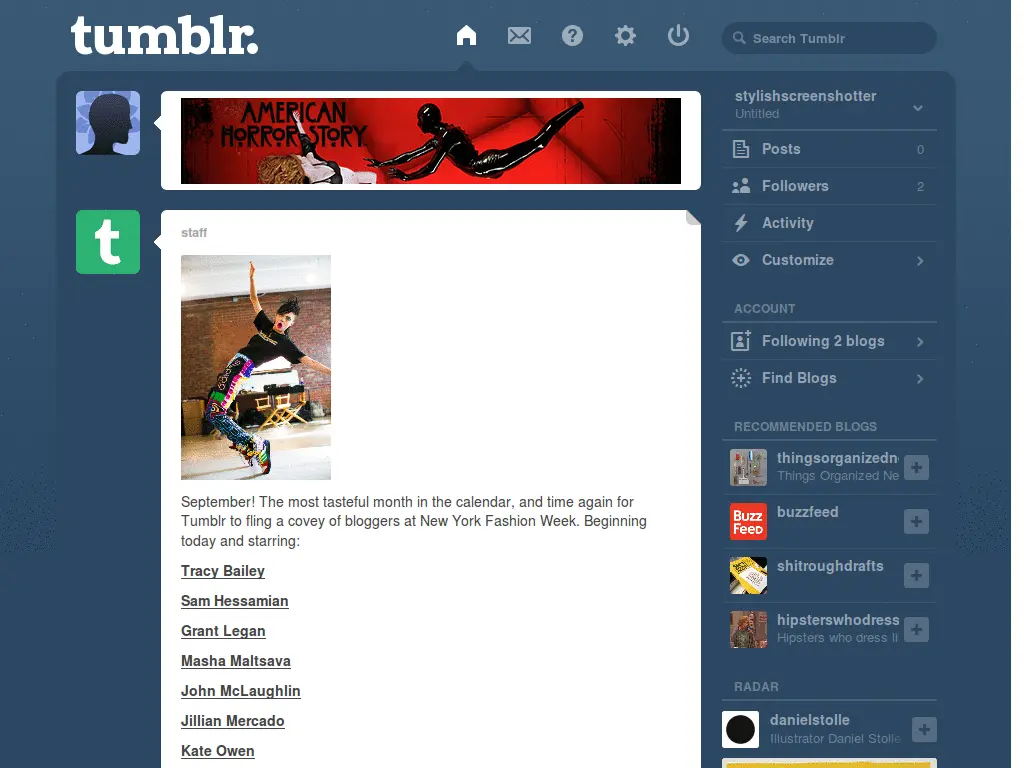 tumblr.
Search Tumblr
AMERICAN
HORROR STORY
t
staff
September! The most tasteful month in the calendar, and time again for
Tumblr to fling a covey of bloggers at New York Fashion Week. Beginning
today and starring:
Tracy Bailey
Sam Hessamian
Grant Legan
Masha Maltsava
John McLaughlin
Jillian Mercado
Kate Owen
stylishscreenshotter
Untitled
Posts 0
Followers 2
Activity
Customize
ACCOUNT
Following 2 blogs
Find Blogs
RECOMMENDED BLOGS
thingsorganizedn
Things Organized Ne
Buzz
FeeD
buzzfeed
shitroughdrafts
hipsterswhodress
Hipsters who dress li
RADAR
danielstolle
Illustrator Daniel Stolle